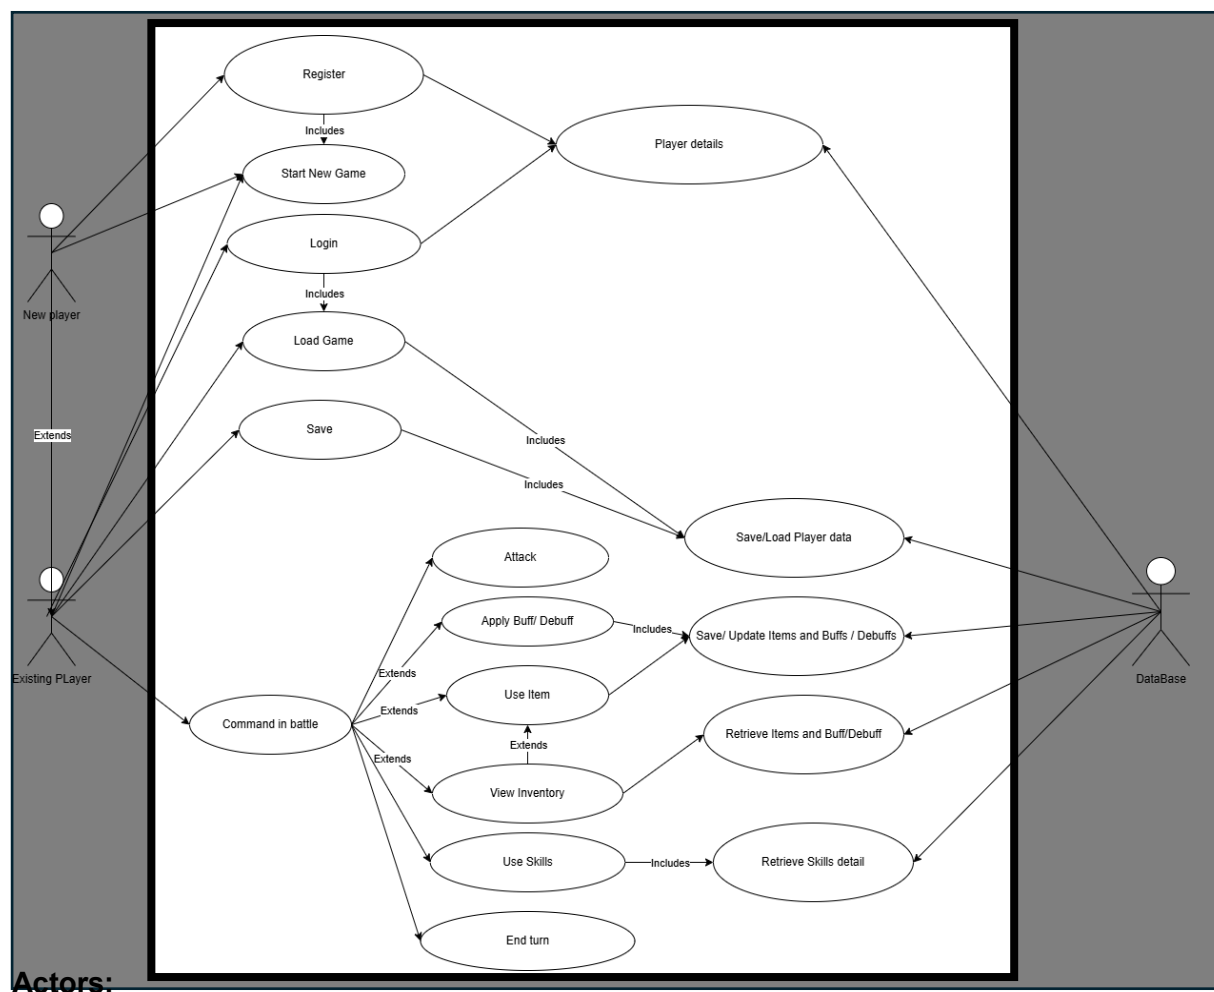 Register
Includes
Start New Game
Player details
Login
New player
Includes
Load Game
Save
Extends
Includes
Includes
Save/Load Player data
Attack
Apply Buff/ Debuff
Includes
Save/ Update Items and Buffs / Debuffs
Existing PLayer
DataBase
Extends
Use Item
Extends
Command in battle
Retrieve Items and Buff/Debuff
Extends
Extends
View Inventory
Use Skills
Includes
Retrieve Skills detail
End turn
Actors: